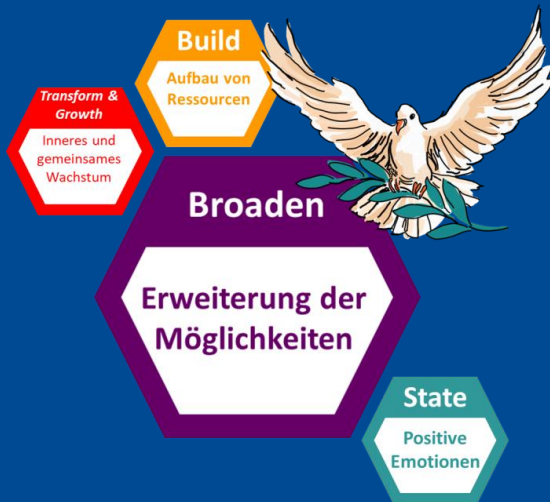 Build
Aufbau von
Ressourcen
Transform &
Growth
Inneres und
gemeinsames
Wachstum
Broaden
Erweiterung der
Möglichkeiten
State
Positive
Emotionen